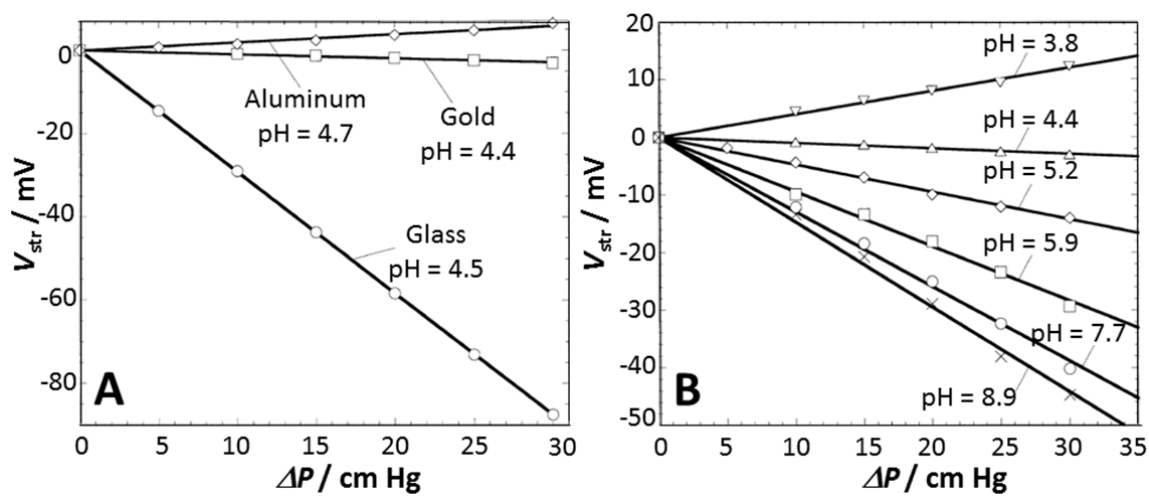 0
-20
-40
-60
-80
V str / mV
Aluminum
pH = 4.7
Gold
pH = 4.4
Glass
pH = 4.5
A
0 5 10 15 20 25 30
ΔP / cm Hg
20
10
0
-10
-20
-30
-40
-50
V str / mV
pH = 3.8
pH = 4.4
pH = 5.2
pH = 5.9
pH = 7.7
pH = 8.9
B
0 5 10 15 20 25 30 35
ΔP / cm Hg